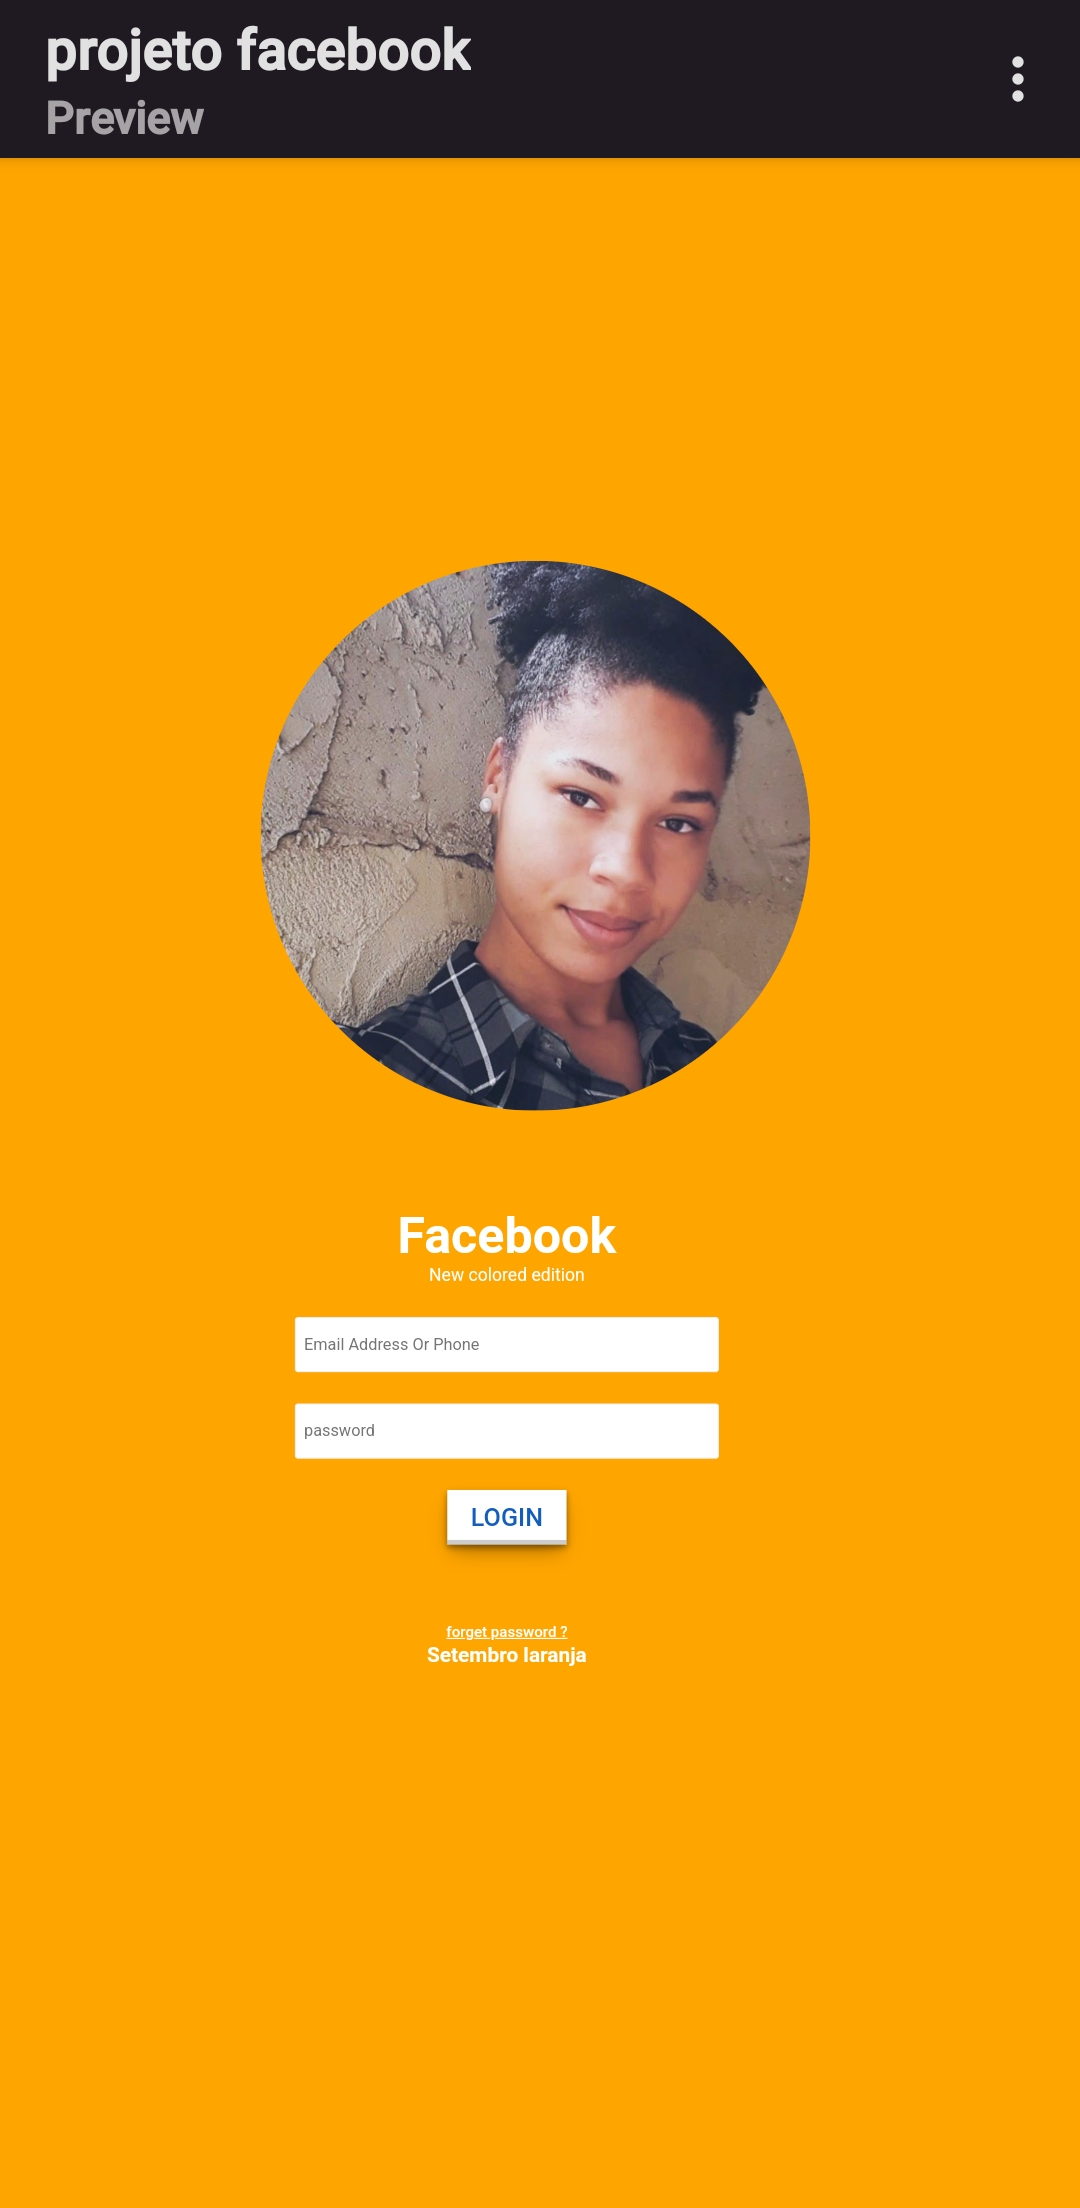 projeto facebook
Preview
Facebook
New colored edition
Email Address Or Phone
password
LOGIN
forget password ?
Setembro laranja